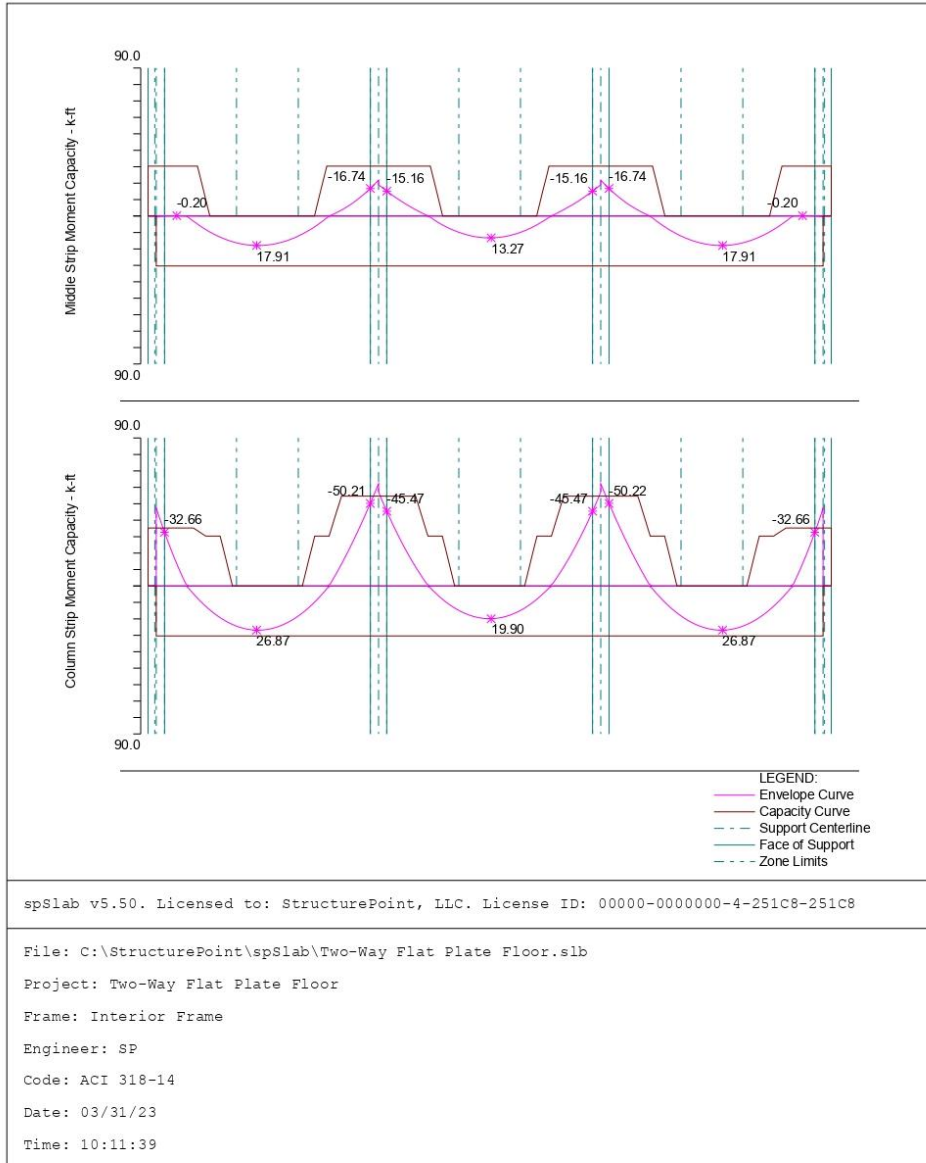 90.0
Middle Strip Moment Capacity - k-ft
-16.74 -15.16 -15.16 -16.74
-0.20 -0.20
17.91 13.27 17.91
90.0
90.0
Column Strip Moment Capacity - k-ft
-50.21 -45.47 -45.47 -50.22
-32.66 -32.66
26.87 19.90 26.87
90.0
LEGEND:
Envelope Curve
Capacity Curve
Support Centerline
Face of Support
Zone Limits
spSlab v5.50. Licensed to: StructurePoint, LLC. License ID: 00000-0000000-4-251C8-251C8
File: C:\StructurePoint\spSlab\Two-Way Flat Plate Floor.slb
Project: Two-Way Flat Plate Floor
Frame: Interior Frame
Engineer: SP
Code: ACI 318-14
Date: 03/31/23
Time: 10:11:39